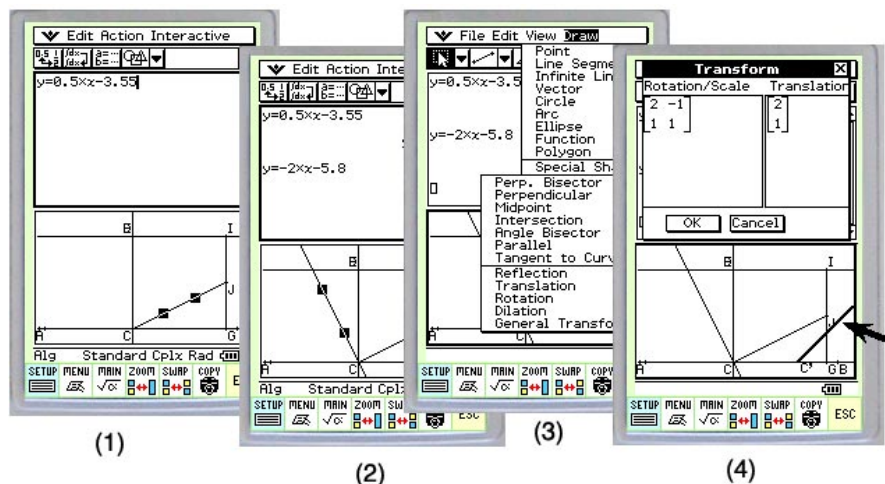 Edit Action Interactive
y=0.5×x-3.55
B
I
J
A
C
G
Alg Standard Cplx Rad
SETUP MENU MAIN ZOOM SWAP COPY
(1)
Edit Action Inte
y=0.5×x-3.55
y=-2×x-5.8
B
A
C
Alg Standard Cpl
SETUP MENU MAIN ZOOM
ESC
(2)
File Edit View Draw
Point
Line Segme
Infinite Lin
Vector
Circle
Arc
Ellipse
Function
Polygon
Special Sh
y=0.5×x-3.5
y=-2×x-5.8
Perp. Bisector
Perpendicular
Midpoint
Intersection
Angle Bisector
Parallel
Tangent to Curv
Reflection
Translation
Rotation
Dilation
General Transfo
A
SETUP MENU MAIN ZOOM SWAP COPY
(3)
Transform X
Rotation/Scale Translation
2 -1 2
1 1 1
OK Cancel
B
I
J
A
C
C' G'B
SETUP MENU MAIN ZOOM SWAP COPY
ESC
(4)